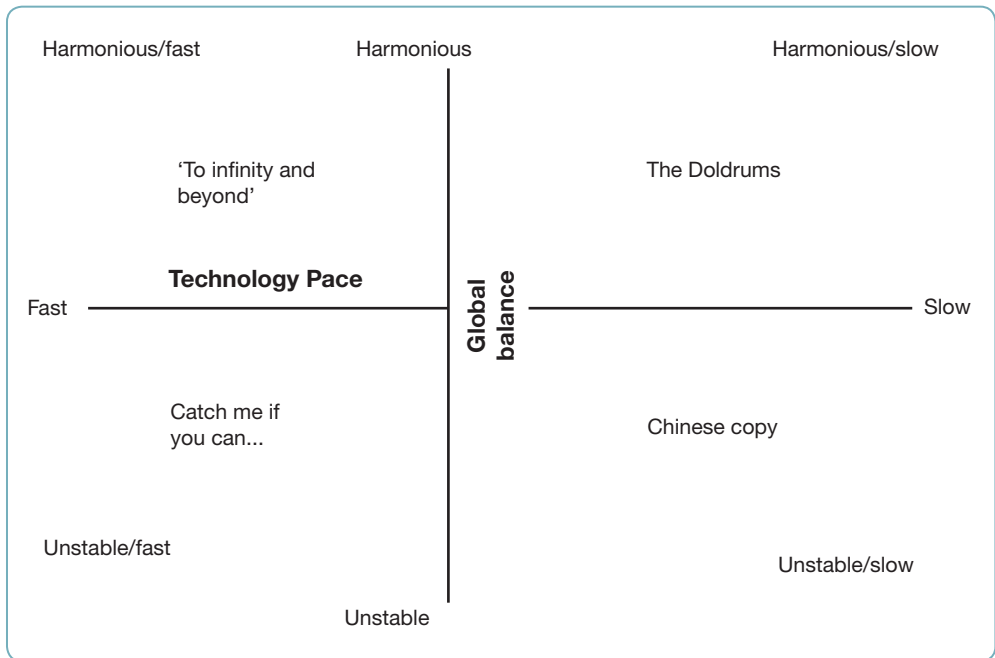 Harmonious/fast
Harmonious
Harmonious/slow
‘To infinity and
beyond’
The Doldrums
Technology Pace
Fast
Global
balance
Slow
Catch me if
you can...
Chinese copy
Unstable/fast
Unstable/slow
Unstable